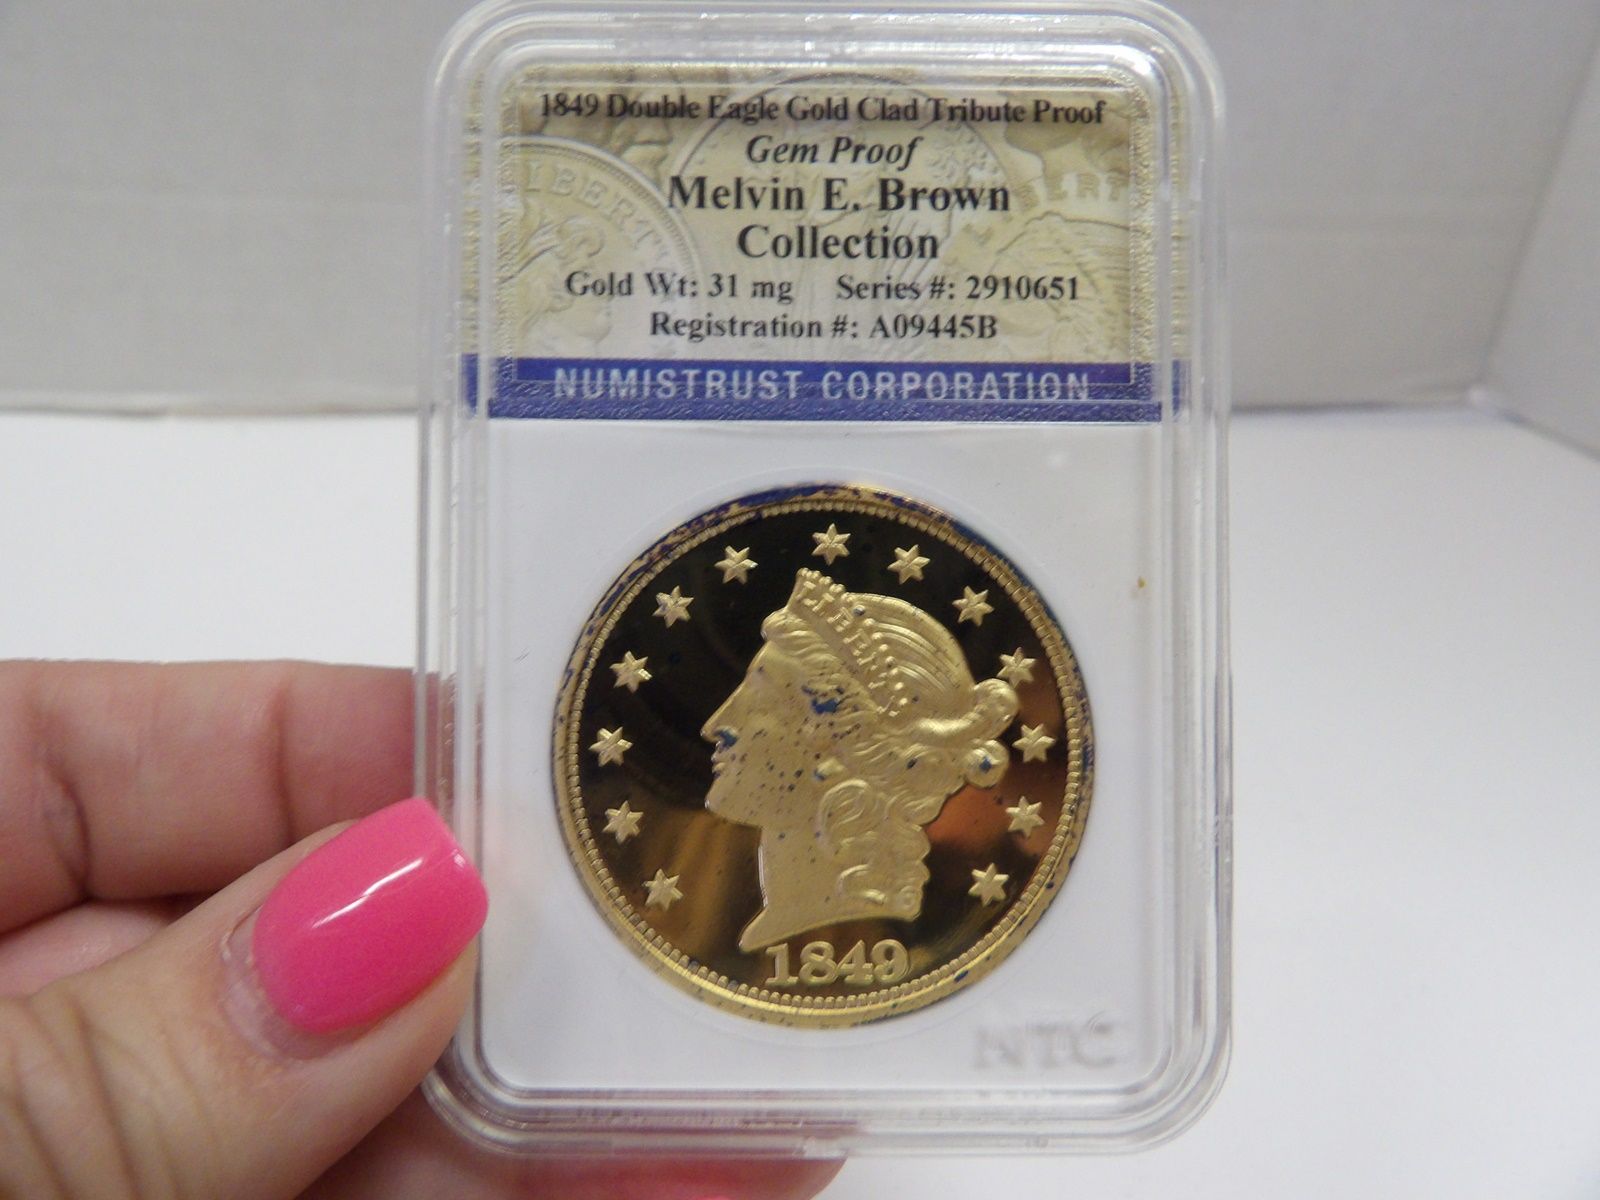 1849 Double Eagle Gold Clad Tribute Proof
Gem Proof
Melvin E. Brown
Collection
Gold Wt: 31 mg Series #: 2910651
Registration #: A09445B
NUMISTRUST CORPORATION
LIBERTY
LIBERTY
1849
NTC